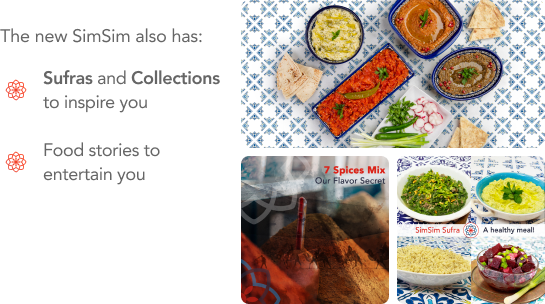 The new SimSim also has:
Sufras and Collections
to inspire you
Food stories to
entertain you
7 Spices Mix
Our Flavor Secret
SimSim Sufra A healthy meal!